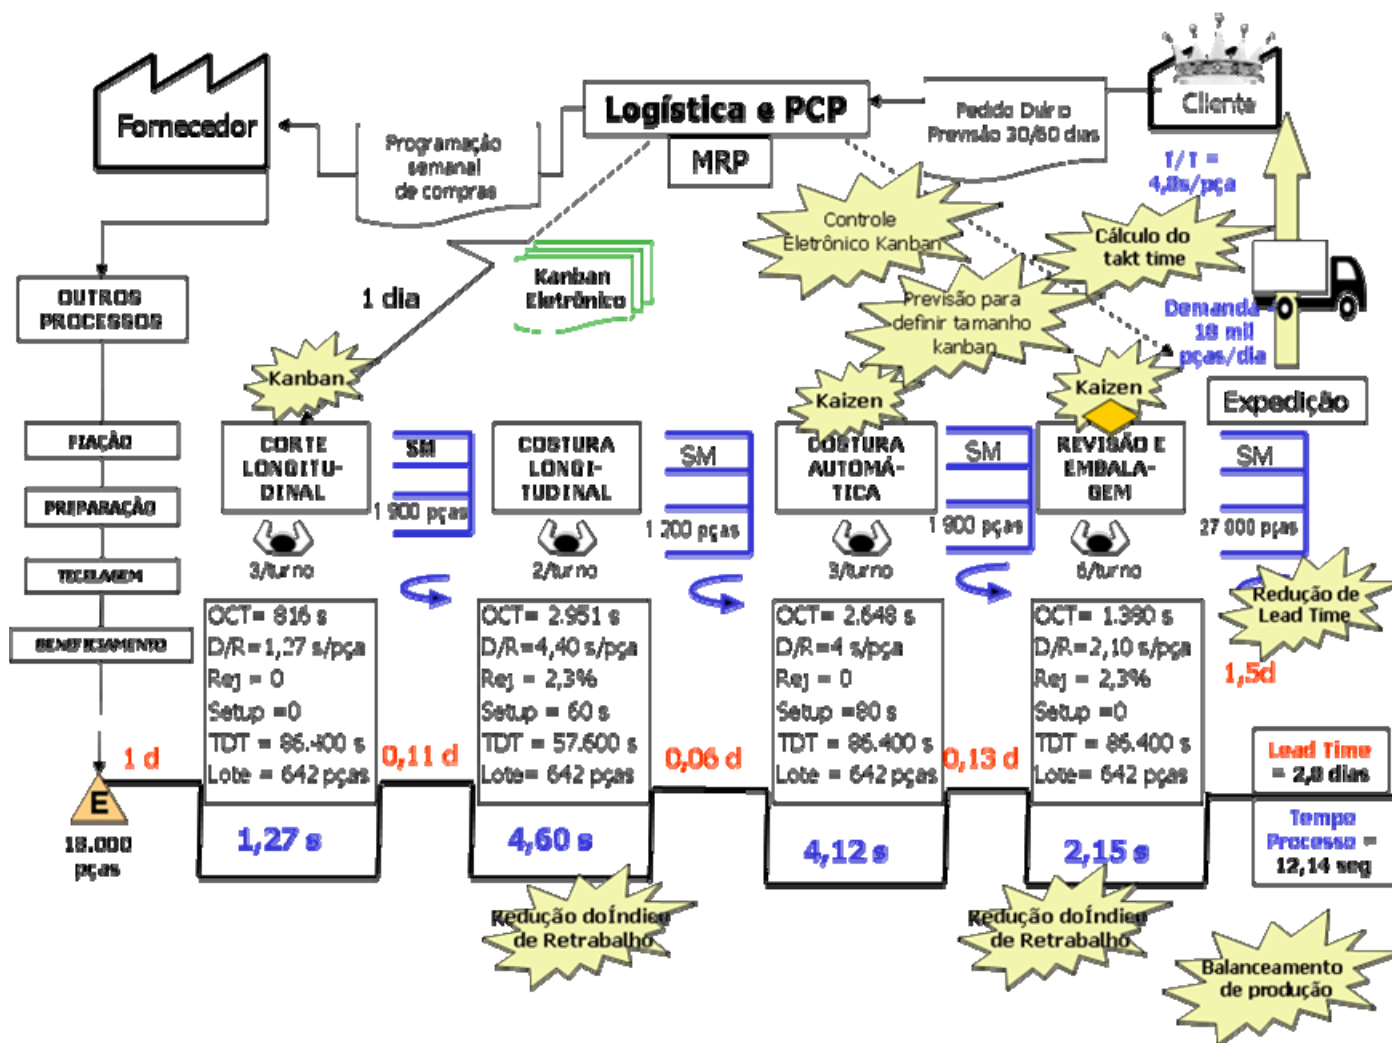 Fornecedor
Programação
semanal
de compras
Logística e PCP
MRP
Pedido Diário
Previsão 30/60 dias
Cliente
T/T =
4,8s/pça
Controle
Eletrônico Kanban
Cálculo do
takt time
Kanban
Eletrônico
1 dia
Previsão para
definir tamanho
kanban
Demanda -
18 mil
pças/dia
OUTROS
PROCESSOS
Kanban
Kaizen
Kaizen
Expedição
FIAÇÃO
PREPARAÇÃO
TECELAGEM
BENEFICIAMENTO
CORTE
LONGITU-
DINAL
SM
1 900 pças
COSTURA
LONGI-
TUDINAL
SM
1 200 pças
COSTURA
AUTOMÁ-
TICA
SM
1 900 pças
REVISÃO E
EMBALA-
GEM
SM
27 000 pças
3/turno
2/turno
3/turno
6/turno
Redução de
Lead Time
OCT= 816 s
D/R=1,27 s/pça
Rej = 0
Setup =0
TDT = 86.400 s
Lote= 642 pças
OCT= 2.951 s
D/R=4,40 s/pça
Rej = 2,3%
Setup = 60 s
TDT = 57.600 s
Lote= 642 pças
OCT= 2.648 s
D/R=4 s/pça
Rej = 0
Setup =80 s
TDT = 86.400 s
Lote= 642 pças
OCT= 1.380 s
D/R=2,10 s/pça
Rej = 2,3%
Setup =0
TDT = 86.400 s
Lote= 642 pças
1 d
0,11 d
0,06 d
0,13 d
1,5d
E
18.000
pças
1,27 s
4,60 s
4,12 s
2,15 s
Lead Time
= 2,8 dias
Tempo
Processo =
12,14 seg
Redução do Índice
de Retrabalho
Redução do Índice
de Retrabalho
Balanceamento
de produção